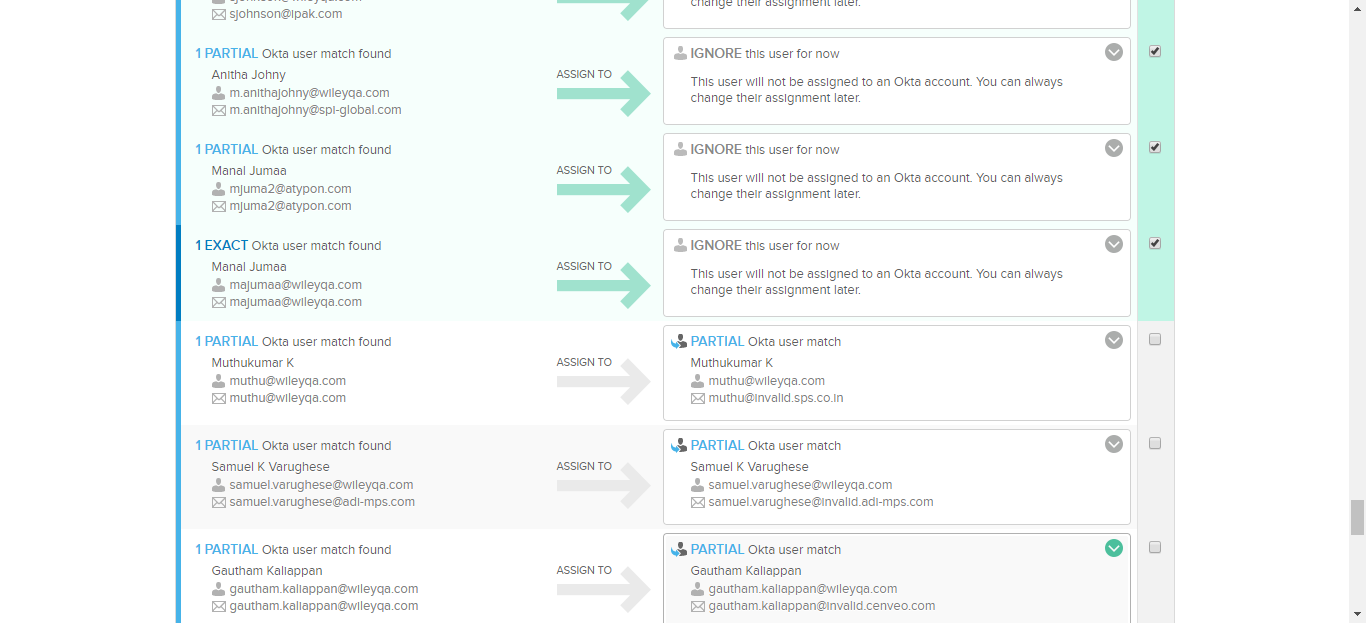 sjohnson@wileyqa.com
change their assignment later.
sjohnson@lpak.com
1 PARTIAL Okta user match found
Anitha Johny
m.anithajohny@wileyqa.com
m.anithajohny@spi-global.com
ASSIGN TO
IGNORE this user for now
This user will not be assigned to an Okta account. You can always
change their assignment later.
1 PARTIAL Okta user match found
Manal Jumaa
mjuma2@atypon.com
mjuma2@atypon.com
ASSIGN TO
IGNORE this user for now
This user will not be assigned to an Okta account. You can always
change their assignment later.
1 EXACT Okta user match found
Manal Jumaa
majumaa@wileyqa.com
majumaa@wileyqa.com
ASSIGN TO
IGNORE this user for now
This user will not be assigned to an Okta account. You can always
change their assignment later.
1 PARTIAL Okta user match found
Muthukumar K
muthu@wileyqa.com
muthu@wileyqa.com
ASSIGN TO
PARTIAL Okta user match
Muthukumar K
muthu@wileyqa.com
muthu@invalid.sps.co.in
1 PARTIAL Okta user match found
Samuel K Varughese
samuel.varughese@wileyqa.com
samuel.varughese@adi-mps.com
ASSIGN TO
PARTIAL Okta user match
Samuel K Varughese
samuel.varughese@wileyqa.com
samuel.varughese@invalid.adi-mps.com
1 PARTIAL Okta user match found
Gautham Kaliappan
gautham.kaliappan@wileyqa.com
gautham.kaliappan@wileyqa.com
ASSIGN TO
PARTIAL Okta user match
Gautham Kaliappan
gautham.kaliappan@wileyqa.com
gautham.kaliappan@invalid.cenveo.com